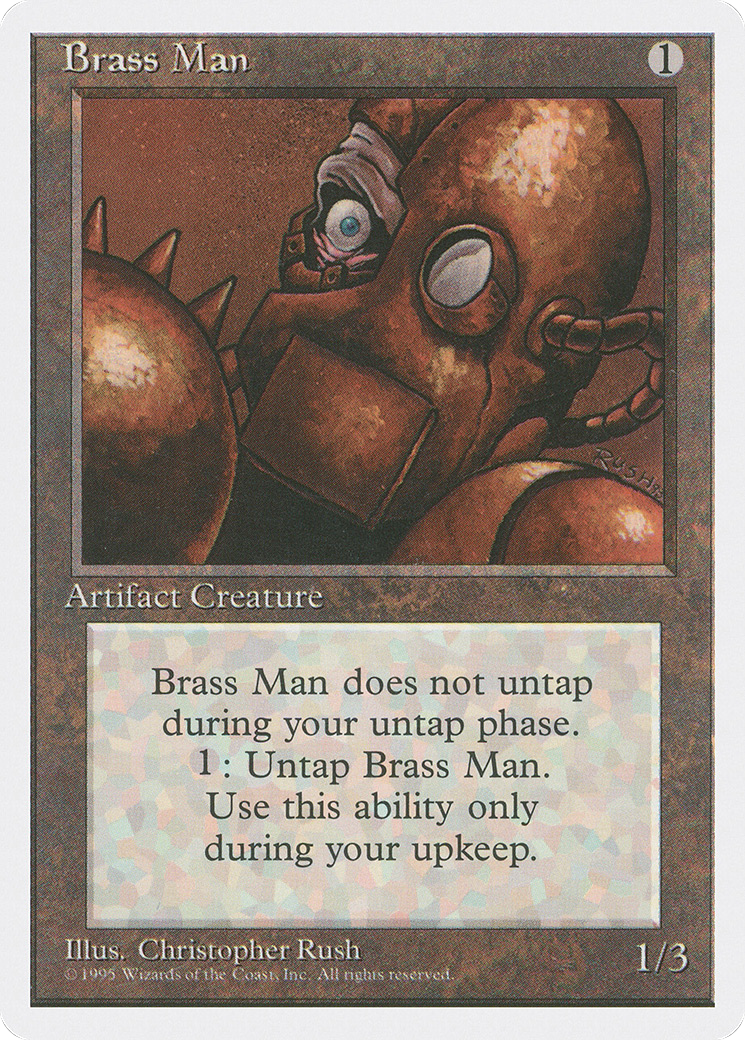 Brass Man
1
RUSH
Artifact Creature
Brass Man does not untap
during your untap phase.
1: Untap Brass Man.
Use this ability only
during your upkeep.
Illus. Christopher Rush
1/3
© 1995 Wizards of the Coast, Inc. All rights reserved.